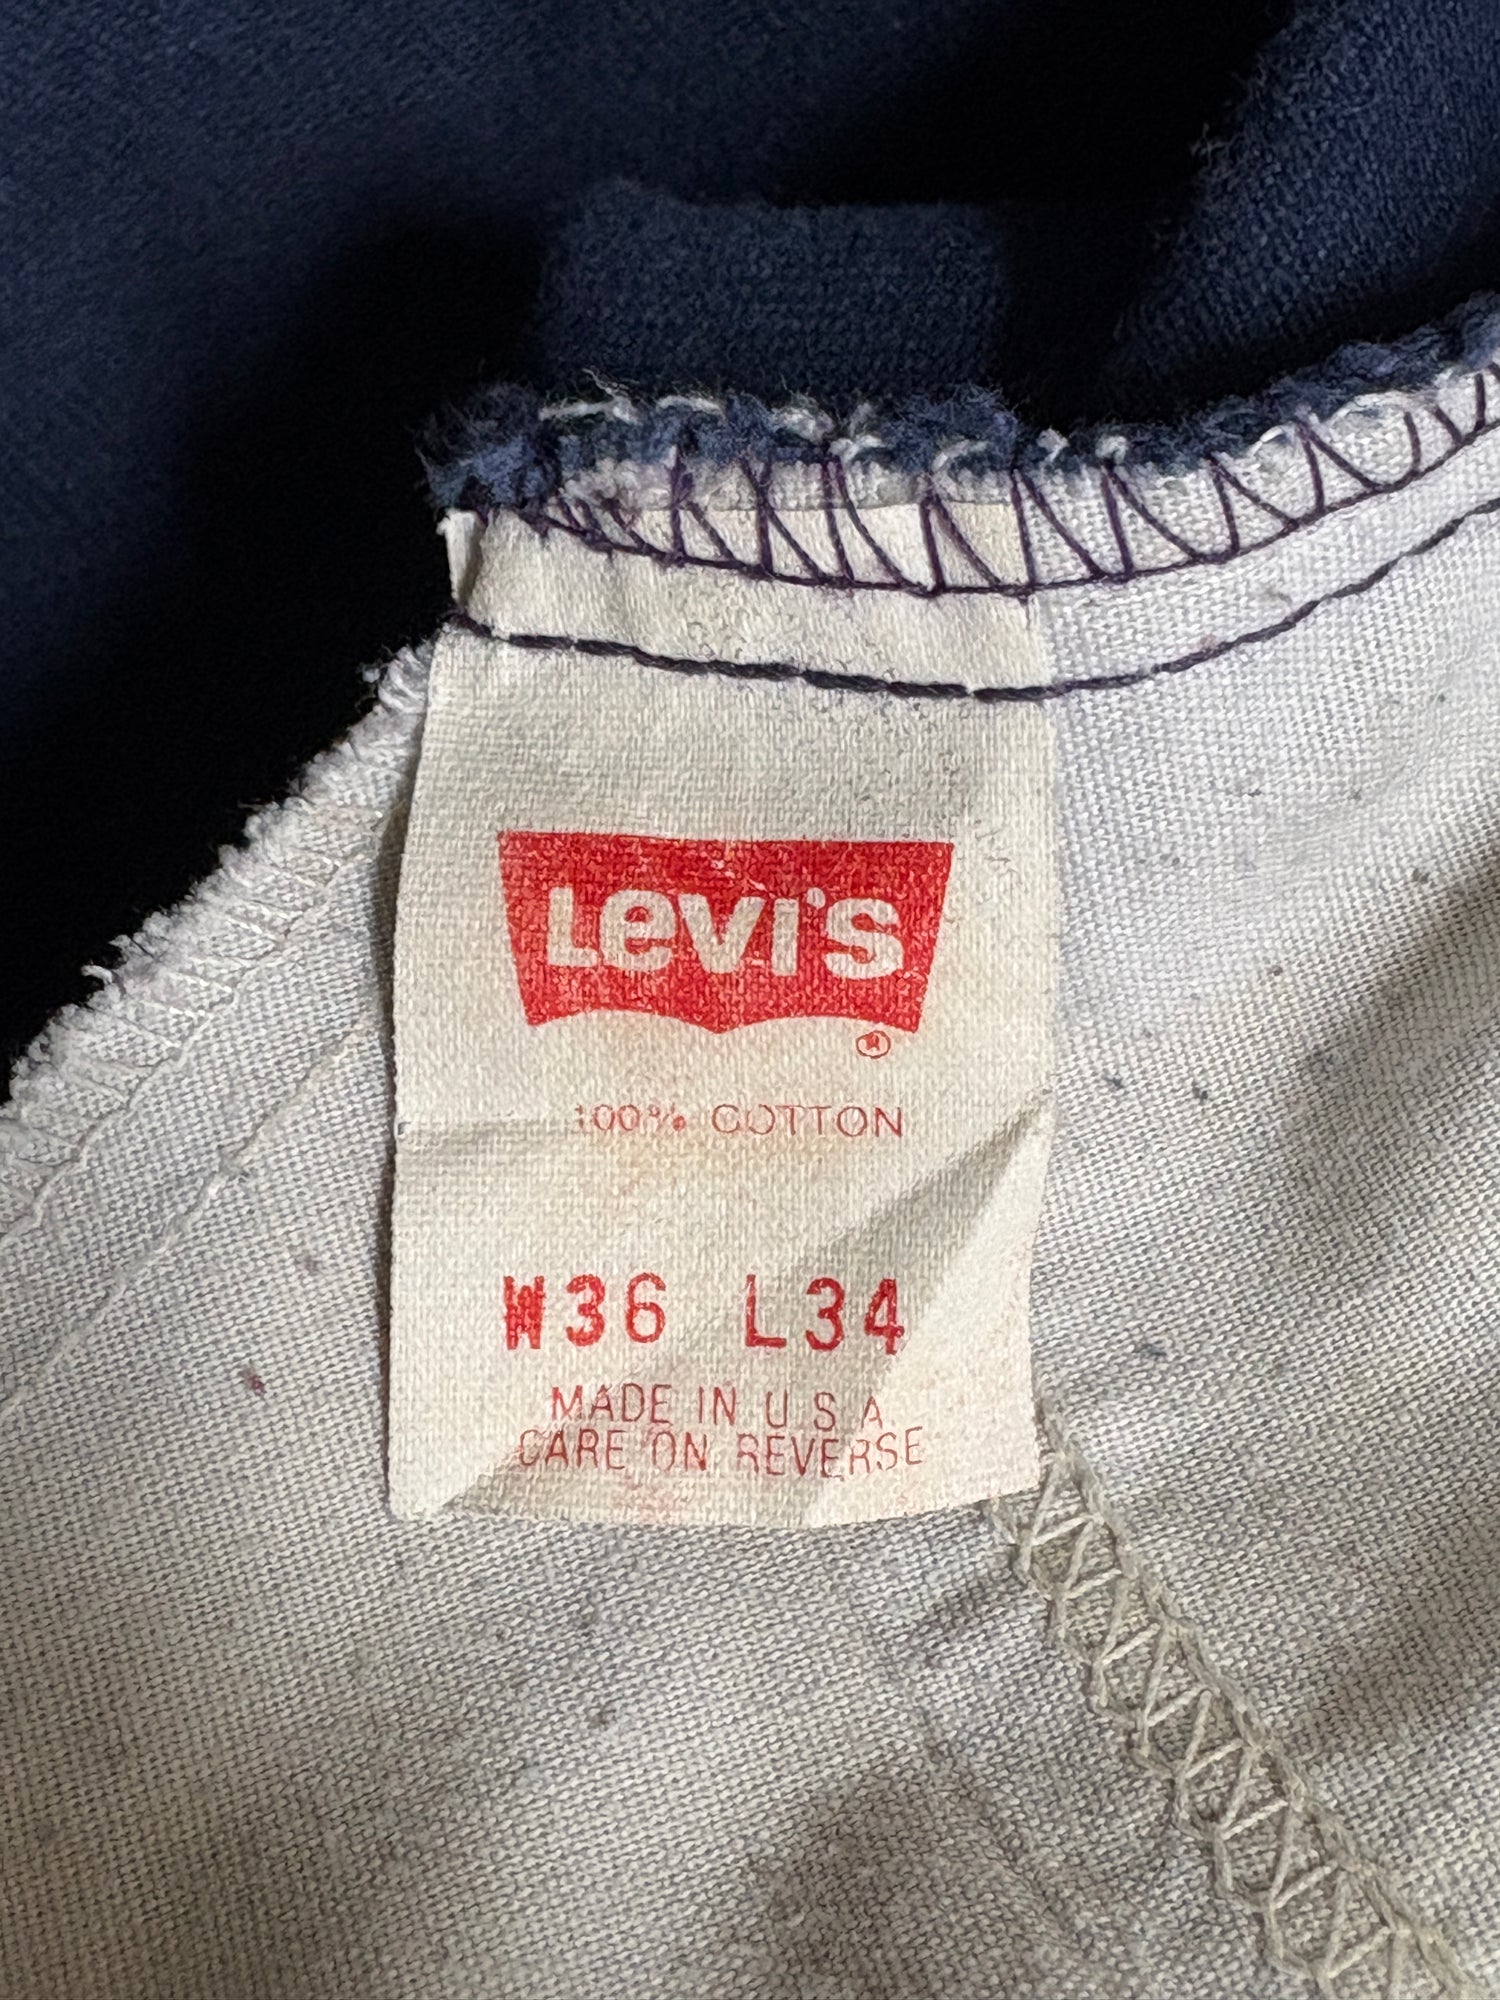 Levi's
®
100% COTTON
W36 L34
MADE IN U S A
CARE ON REVERSE